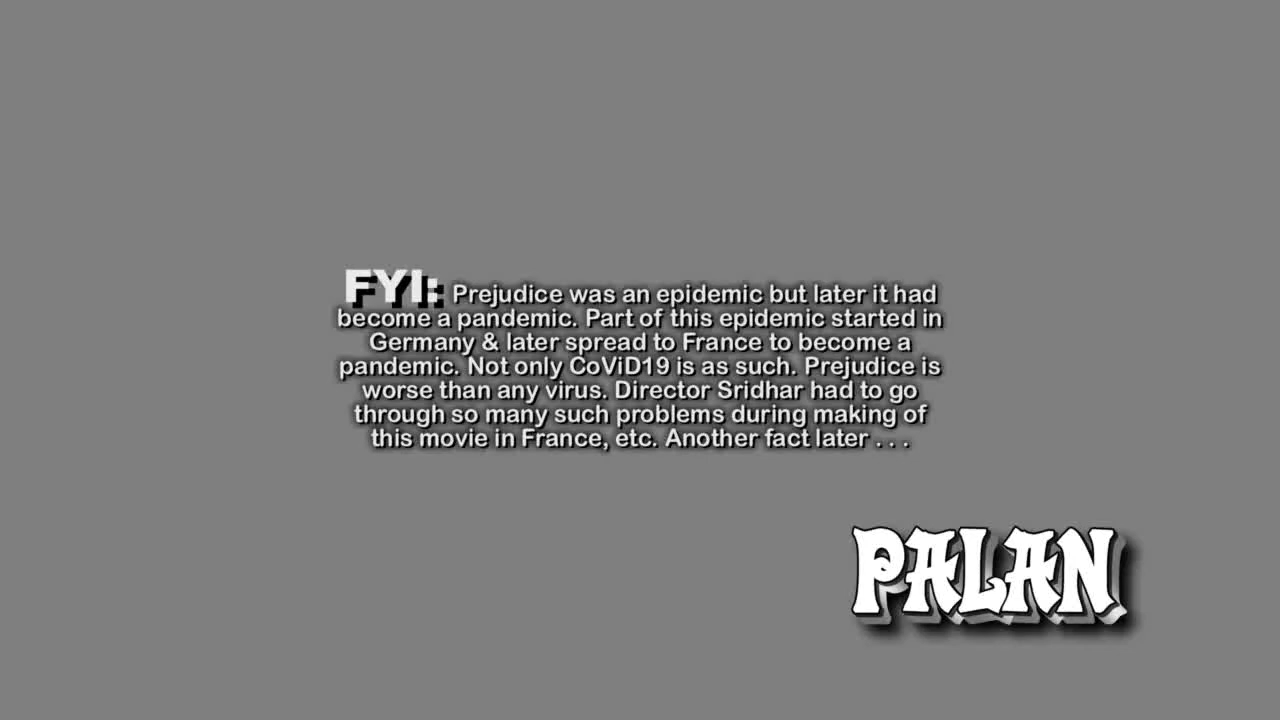 FYI: Prejudice was an epidemic but later it had
become a pandemic. Part of this epidemic started in
Germany & later spread to France to become a
pandemic. Not only CoViD19 is as such. Prejudice is
worse than any virus. Director Sridhar had to go
through so many such problems during making of
this movie in France, etc. Another fact later . . .
PALAN